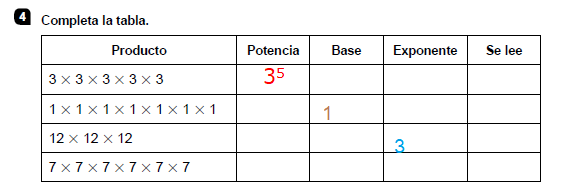 4 Completa la tabla.
Producto Potencia Base Exponente Se lee
3 × 3 × 3 × 3 × 3 3⁵
1 × 1 × 1 × 1 × 1 × 1 × 1 1
12 × 12 × 12 3
7 × 7 × 7 × 7 × 7 × 7